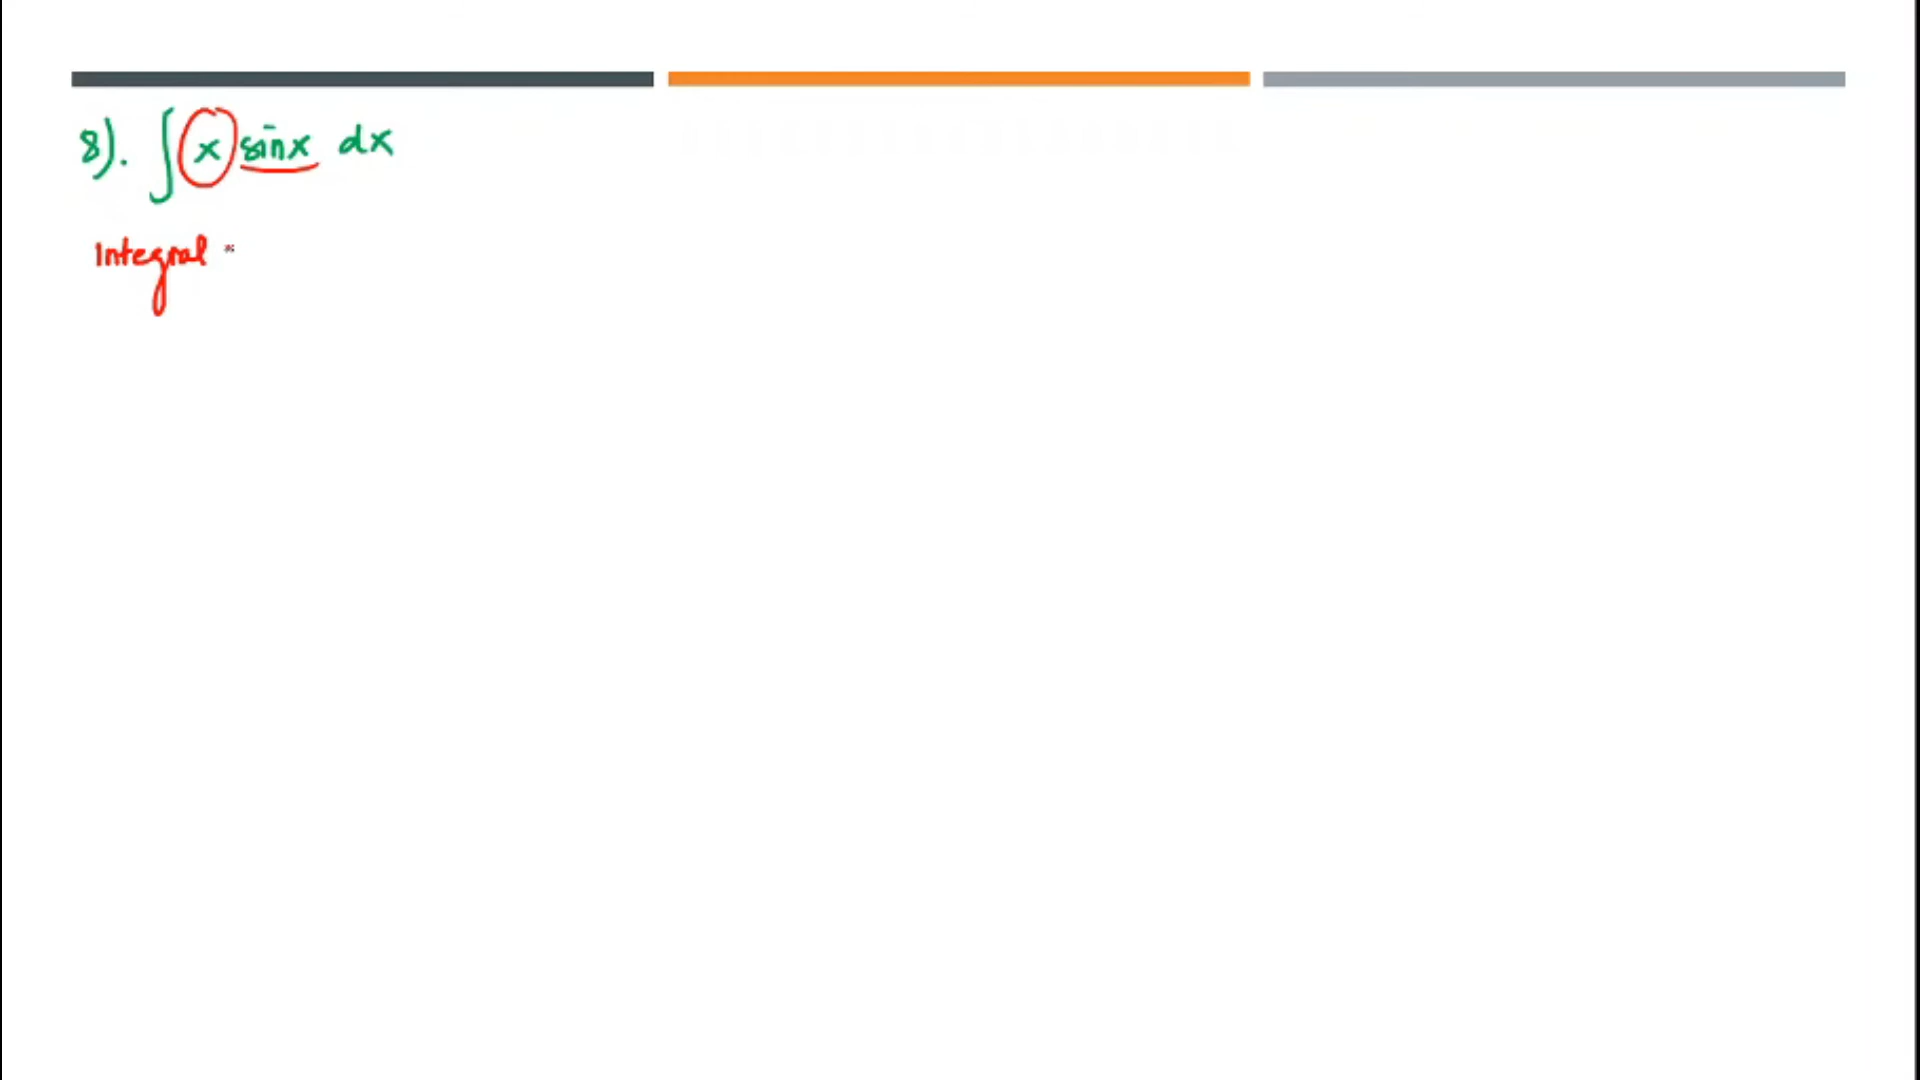 8). ∫ x sinx dx
Integral